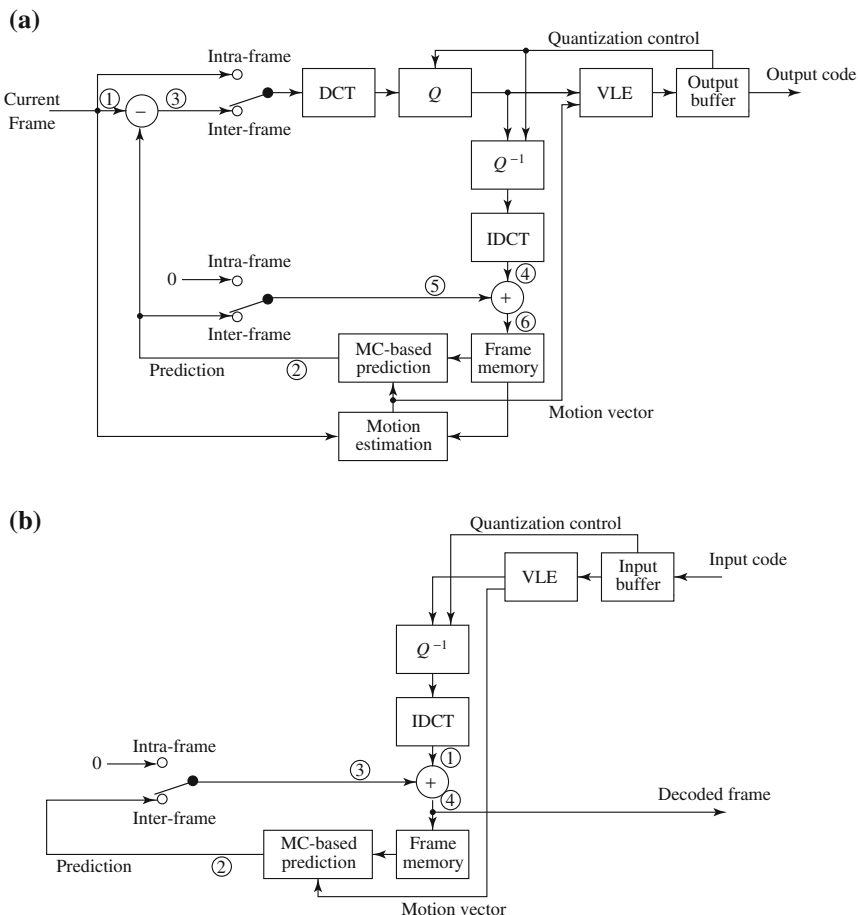 (a)
Quantization control
Intra-frame
Output code
Current
Frame
①
−
③
Inter-frame
DCT
Q
VLE
Output
buffer
Q −1
IDCT
④
0
Intra-frame
⑤
+
Inter-frame
⑥
Prediction
②
MC-based
prediction
Frame
memory
Motion vector
Motion
estimation
(b)
Quantization control
Input code
VLE
Input
buffer
Q −1
IDCT
①
0
Intra-frame
③
+
Inter-frame
④
Decoded frame
Prediction
②
MC-based
prediction
Frame
memory
Motion vector